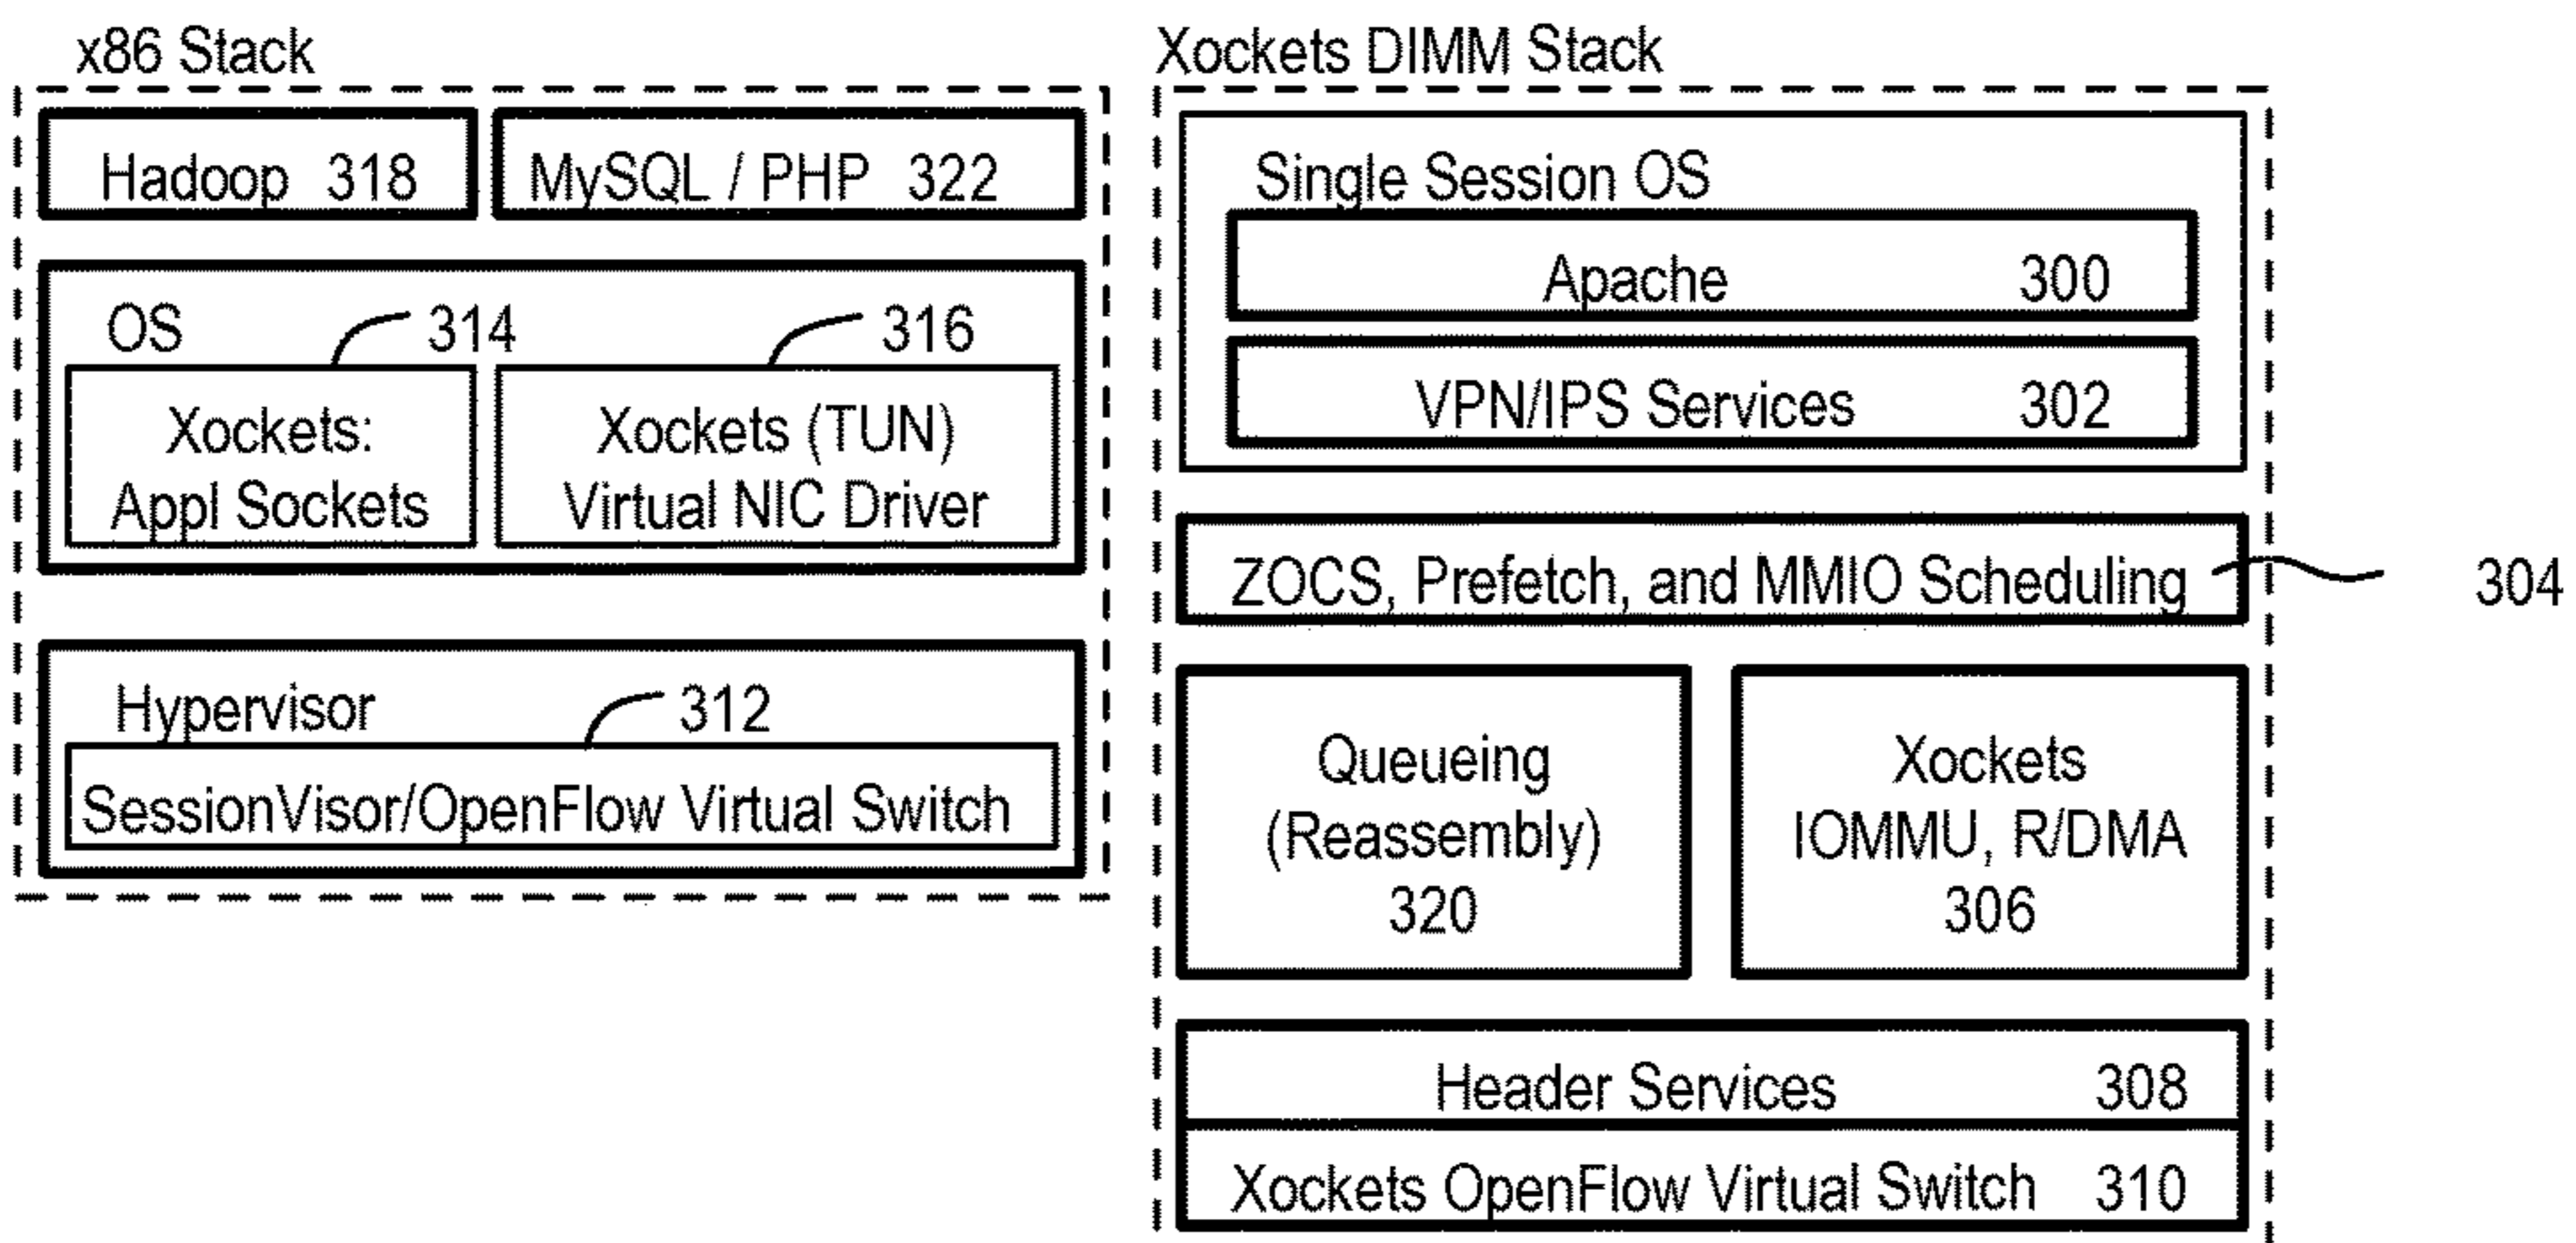 x86 Stack
Hadoop 318
MySQL / PHP 322
OS
314
316
Xockets:
Appl Sockets
Xockets (TUN)
Virtual NIC Driver
Hypervisor
312
SessionVisor/OpenFlow Virtual Switch
Xockets DIMM Stack
Single Session OS
Apache 300
VPN/IPS Services 302
ZOCS, Prefetch, and MMIO Scheduling
304
Queueing
(Reassembly)
320
Xockets
IOMMU, R/DMA
306
Header Services 308
Xockets OpenFlow Virtual Switch 310